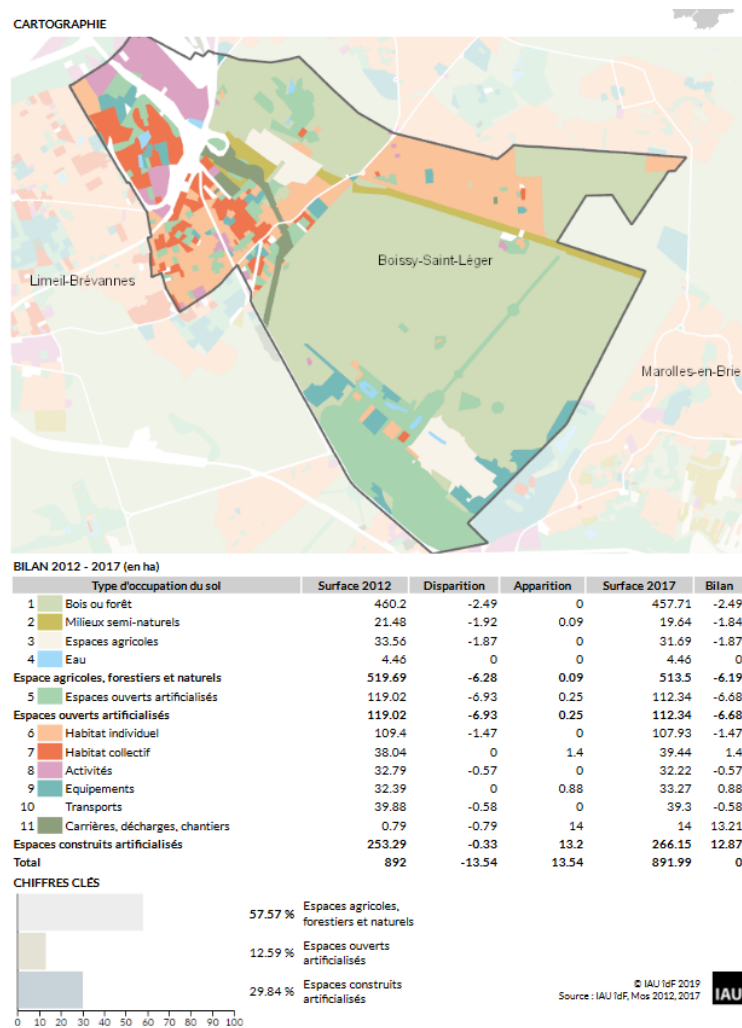 CARTOGRAPHIE
Boissy-Saint-Léger
Limeil-Brévannes
Marolles-en-Brie
BILAN 2012 - 2017 (en ha)
Type d'occupation du sol Surface 2012 Disparition Apparition Surface 2017 Bilan
1 Bois ou forêt 460.2 -2.49 0 457.71 -2.49
2 Milieux semi-naturels 21.48 -1.92 0.09 19.64 -1.84
3 Espaces agricoles 33.56 -1.87 0 31.69 -1.87
4 Eau 4.46 0 0 4.46 0
Espace agricoles, forestiers et naturels 519.69 -6.28 0.09 513.5 -6.19
5 Espaces ouverts artificialisés 119.02 -6.93 0.25 112.34 -6.68
Espaces ouverts artificialisés 119.02 -6.93 0.25 112.34 -6.68
6 Habitat individuel 109.4 -1.47 0 107.93 -1.47
7 Habitat collectif 38.04 0 1.4 39.44 1.4
8 Activités 32.79 -0.57 0 32.22 -0.57
9 Equipements 32.39 0 0.88 33.27 0.88
10 Transports 39.88 -0.58 0 39.3 -0.58
11 Carrières, décharges, chantiers 0.79 -0.79 14 14 13.21
Espaces construits artificialisés 253.29 -0.33 13.2 266.15 12.87
Total 892 -13.54 13.54 891.99 0
CHIFFRES CLÉS
57.57 % Espaces agricoles,
forestiers et naturels
12.59 % Espaces ouverts
artificialisés
29.84 % Espaces construits
artificialisés
0 10 20 30 40 50 60 70 80 90 100
© IAU îdF 2019
Source : IAU îdF, Mos 2012, 2017
IAU